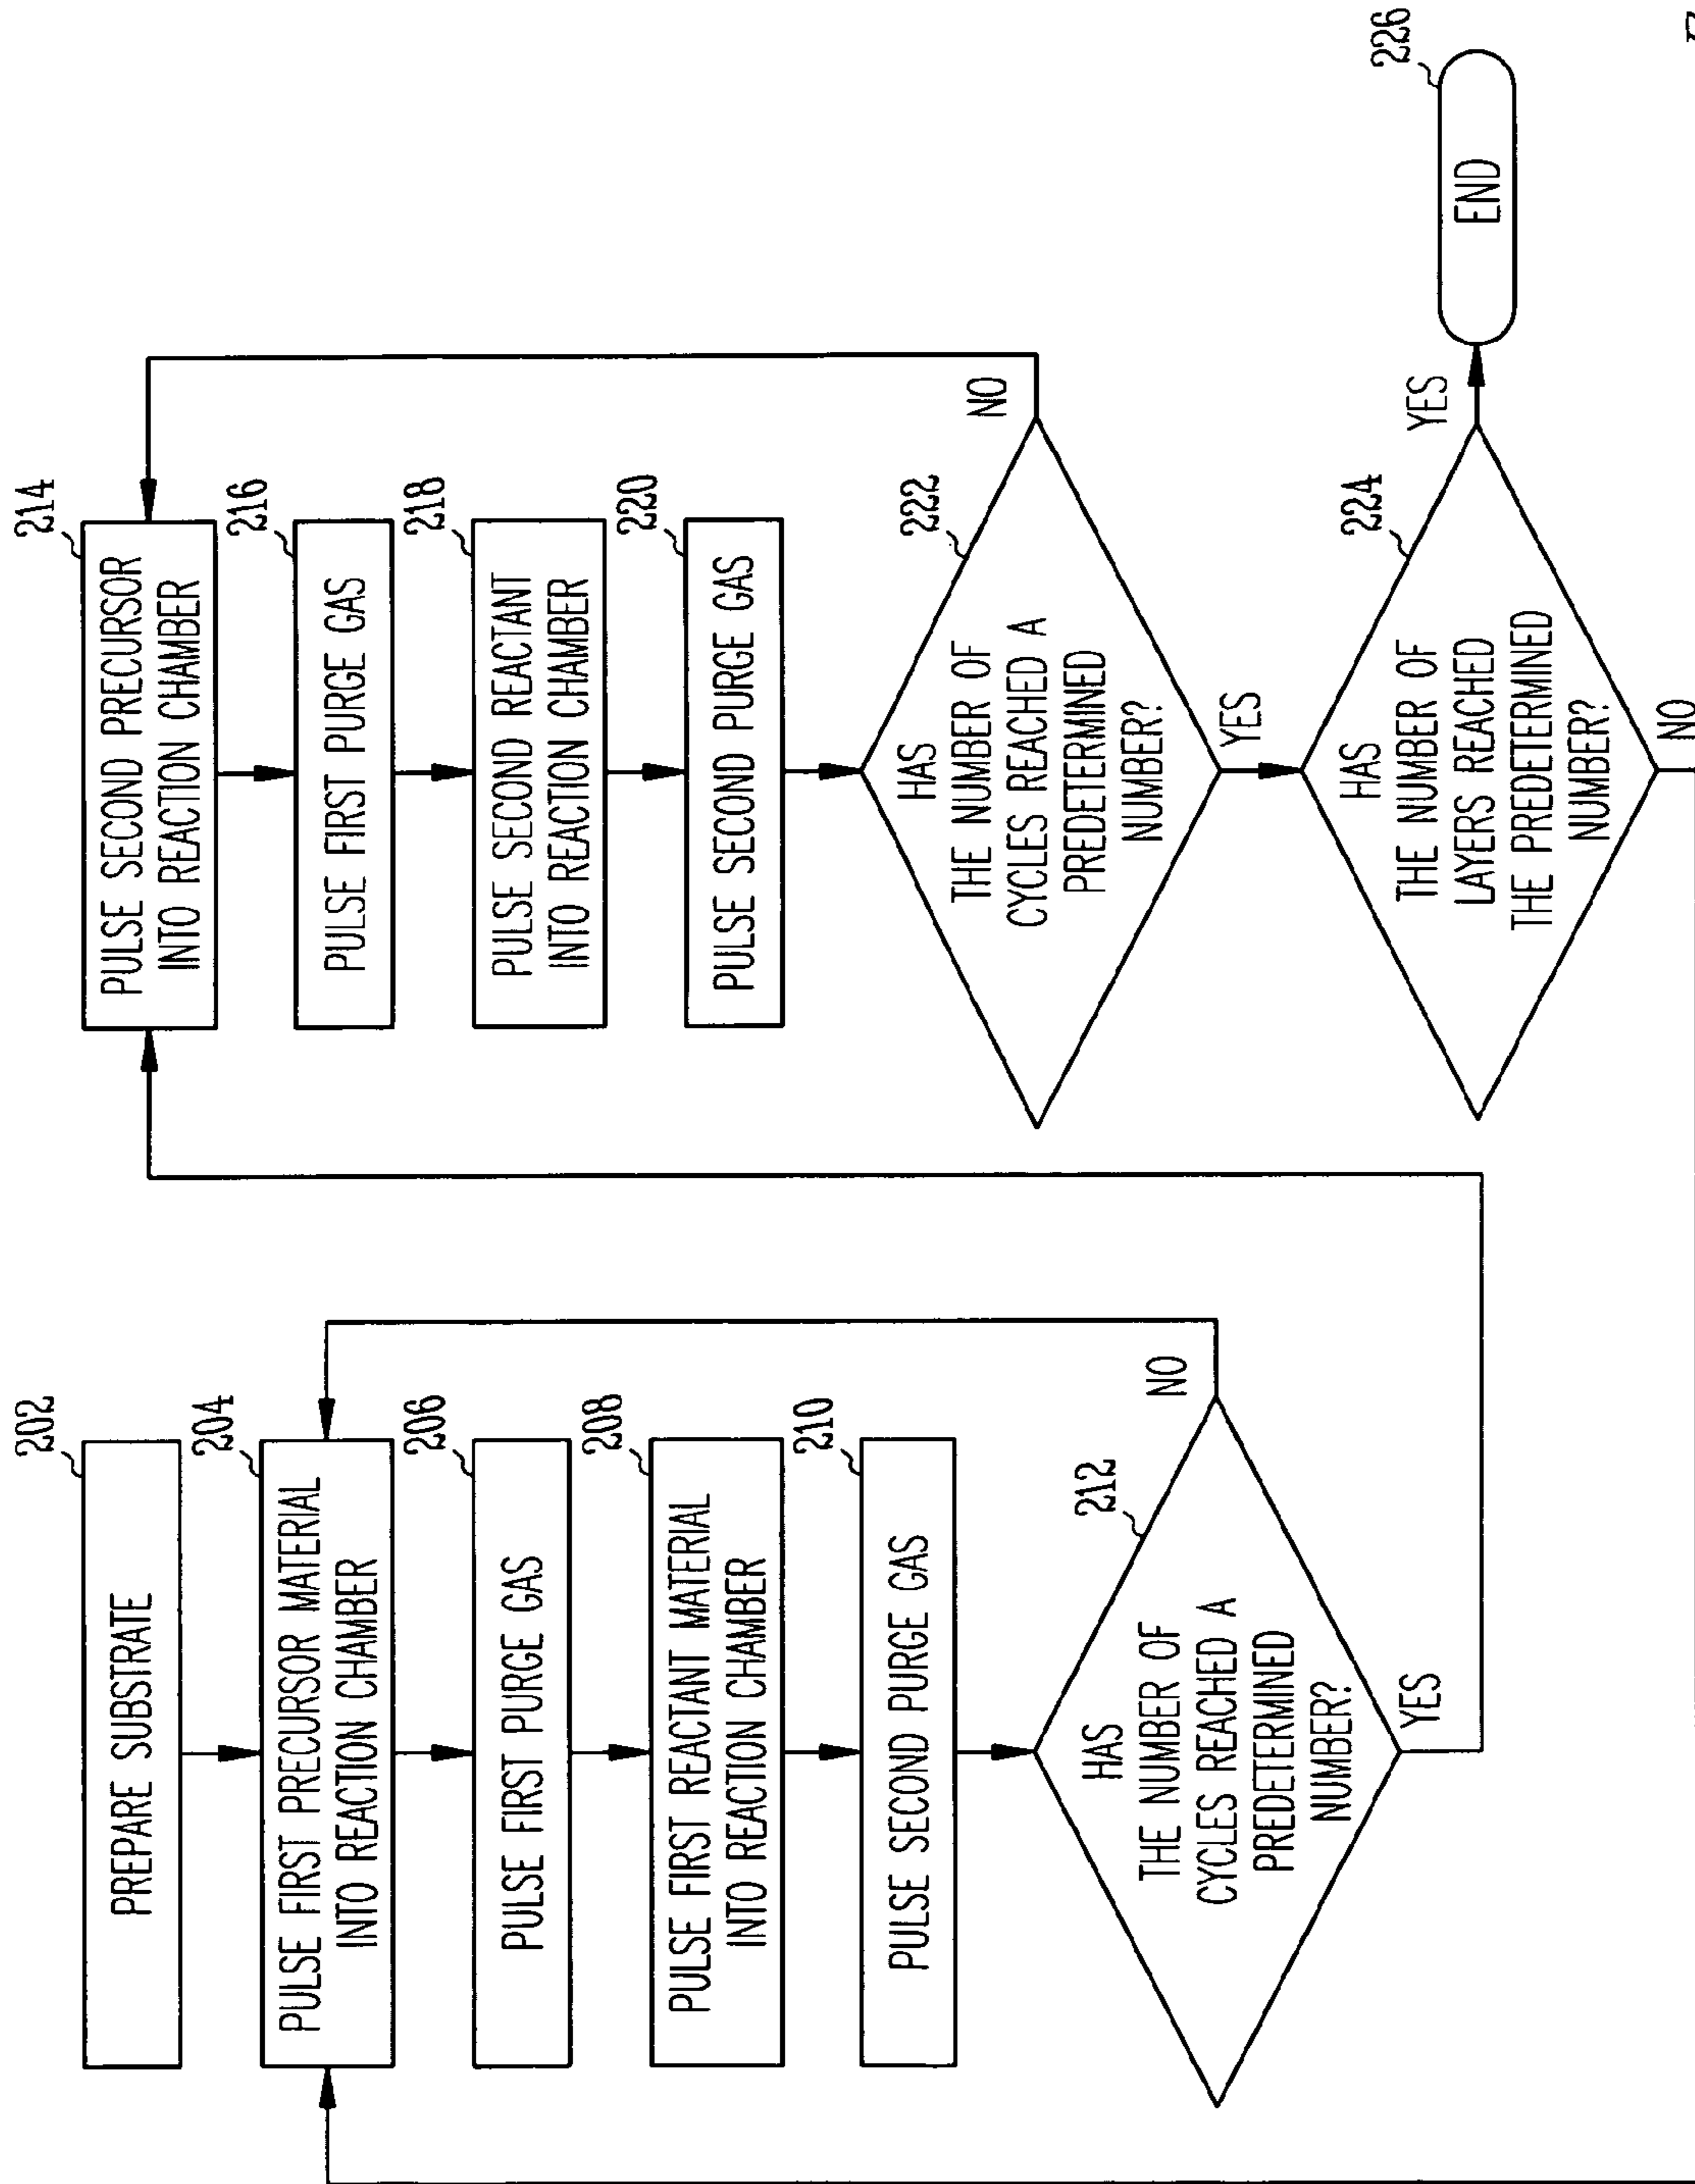 202
PREPARE SUBSTRATE
204
PULSE FIRST PRECURSOR MATERIAL
INTO REACTION CHAMBER
206
PULSE FIRST PURGE GAS
208
PULSE FIRST REACTANT MATERIAL
INTO REACTION CHAMBER
210
PULSE SECOND PURGE GAS
212
HAS
THE NUMBER OF
CYCLES REACHED A
PREDETERMINED
NUMBER?
NO
YES
214
PULSE SECOND PRECURSOR
INTO REACTION CHAMBER
216
PULSE FIRST PURGE GAS
218
PULSE SECOND REACTANT
INTO REACTION CHAMBER
220
PULSE SECOND PURGE GAS
222
HAS
THE NUMBER OF
CYCLES REACHED A
PREDETERMINED
NUMBER?
NO
YES
224
HAS
THE NUMBER OF
LAYERS REACHED
THE PREDETERMINED
NUMBER?
YES
NO
226
END